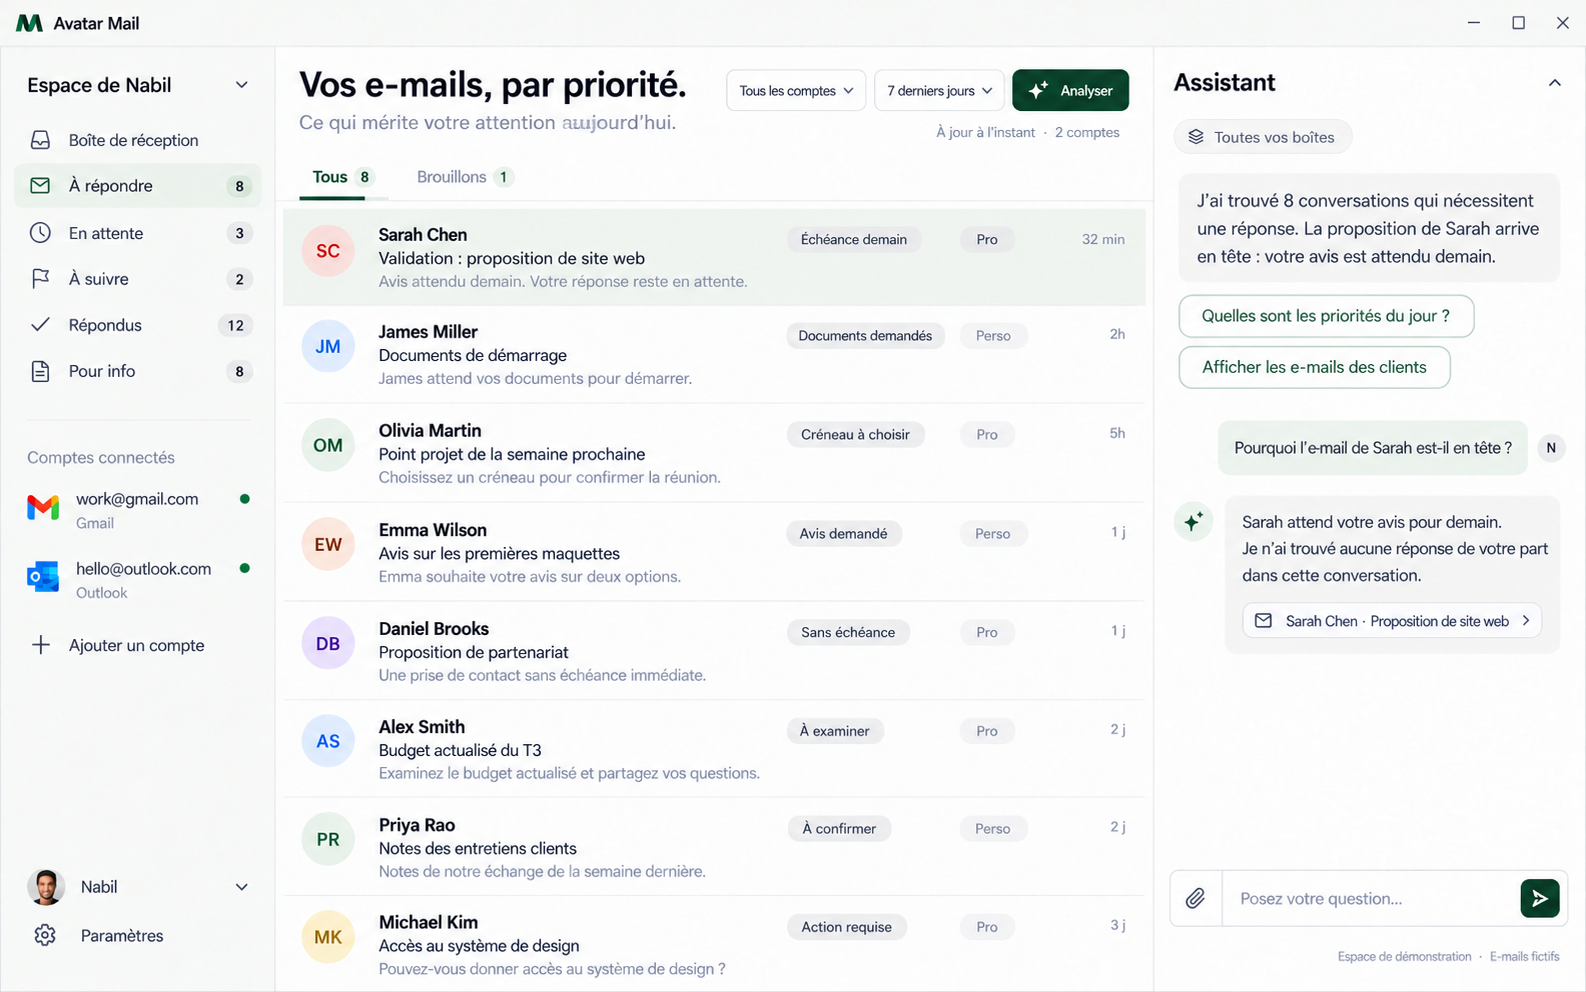 Avatar Mail
Espace de Nabil
Boîte de réception
À répondre 8
En attente 3
À suivre 2
Répondus 12
Pour info 8
Comptes connectés
work@gmail.com
Gmail
hello@outlook.com
Outlook
Ajouter un compte
Nabil
Paramètres
Vos e-mails, par priorité.
Ce qui mérite votre attention
Tous les comptes
7 derniers jours
Analyser
À jour à l'instant · 2 comptes
Tous 8
Brouillons 1
SC
Sarah Chen
Échéance demain
Pro
32 min
Validation : proposition de site web
Avis attendu demain. Votre réponse reste en attente.
JM
James Miller
Documents demandés
Perso
2h
Documents de démarrage
James attend vos documents pour démarrer.
OM
Olivia Martin
Créneau à choisir
Pro
5h
Point projet de la semaine prochaine
Choisissez un créneau pour confirmer la réunion.
EW
Emma Wilson
Avis demandé
Perso
1 j
Avis sur les premières maquettes
Emma souhaite votre avis sur deux options.
DB
Daniel Brooks
Sans échéance
Pro
1 j
Proposition de partenariat
Une prise de contact sans échéance immédiate.
AS
Alex Smith
À examiner
Pro
2 j
Budget actualisé du T3
Examinez le budget actualisé et partagez vos questions.
PR
Priya Rao
À confirmer
Perso
2 j
Notes des entretiens clients
Notes de notre échange de la semaine dernière.
MK
Michael Kim
Action requise
Pro
3 j
Accès au système de design
Pouvez-vous donner accès au système de design ?
Assistant
Toutes vos boîtes
J'ai trouvé 8 conversations qui nécessitent
une réponse. La proposition de Sarah arrive
en tête : votre avis est attendu demain.
Quelles sont les priorités du jour ?
Afficher les e-mails des clients
Pourquoi l'e-mail de Sarah est-il en tête ?
N
Sarah attend votre avis pour demain.
Je n'ai trouvé aucune réponse de votre part
dans cette conversation.
Sarah Chen · Proposition de site web
Posez votre question...
Espace de démonstration · E-mails fictifs